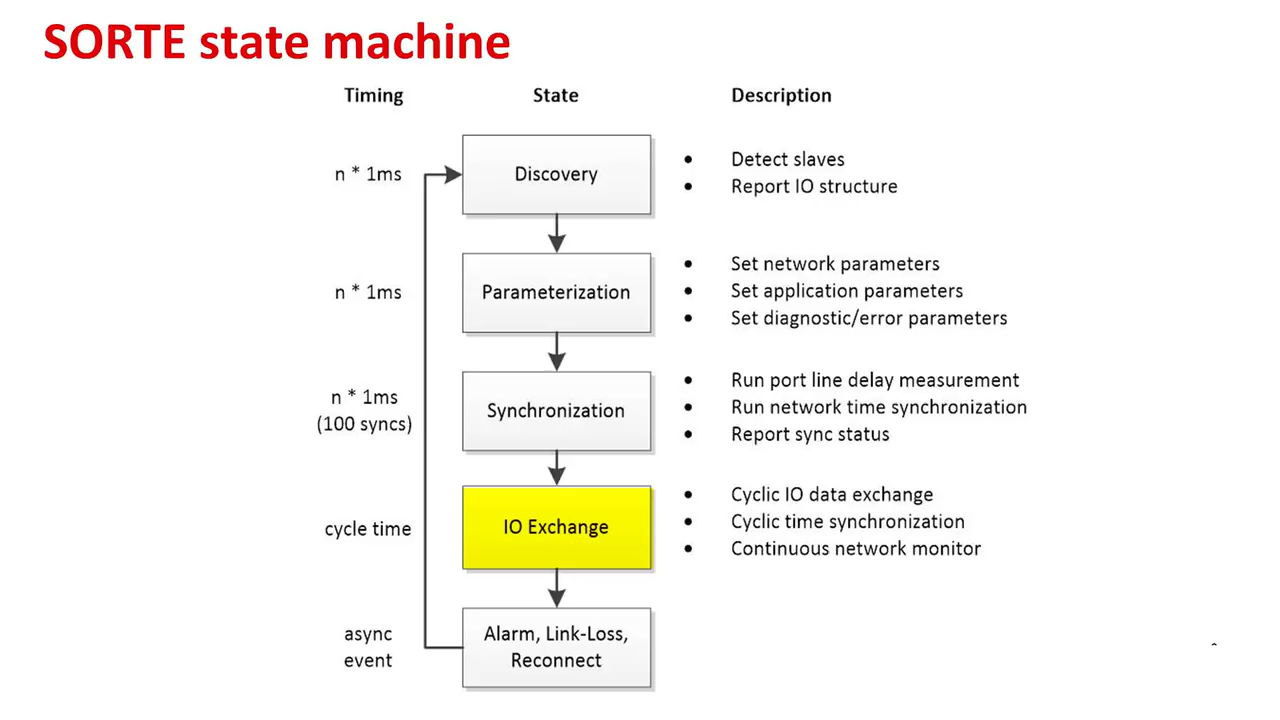 SORTE state machine
Timing State Description
n * 1ms Discovery • Detect slaves
• Report IO structure
n * 1ms Parameterization • Set network parameters
• Set application parameters
• Set diagnostic/error parameters
n * 1ms
(100 syncs)
Synchronization
• Run port line delay measurement
• Run network time synchronization
• Report sync status
cycle time IO Exchange
• Cyclic IO data exchange
• Cyclic time synchronization
• Continuous network monitor
async
event
Alarm, Link-Loss,
Reconnect